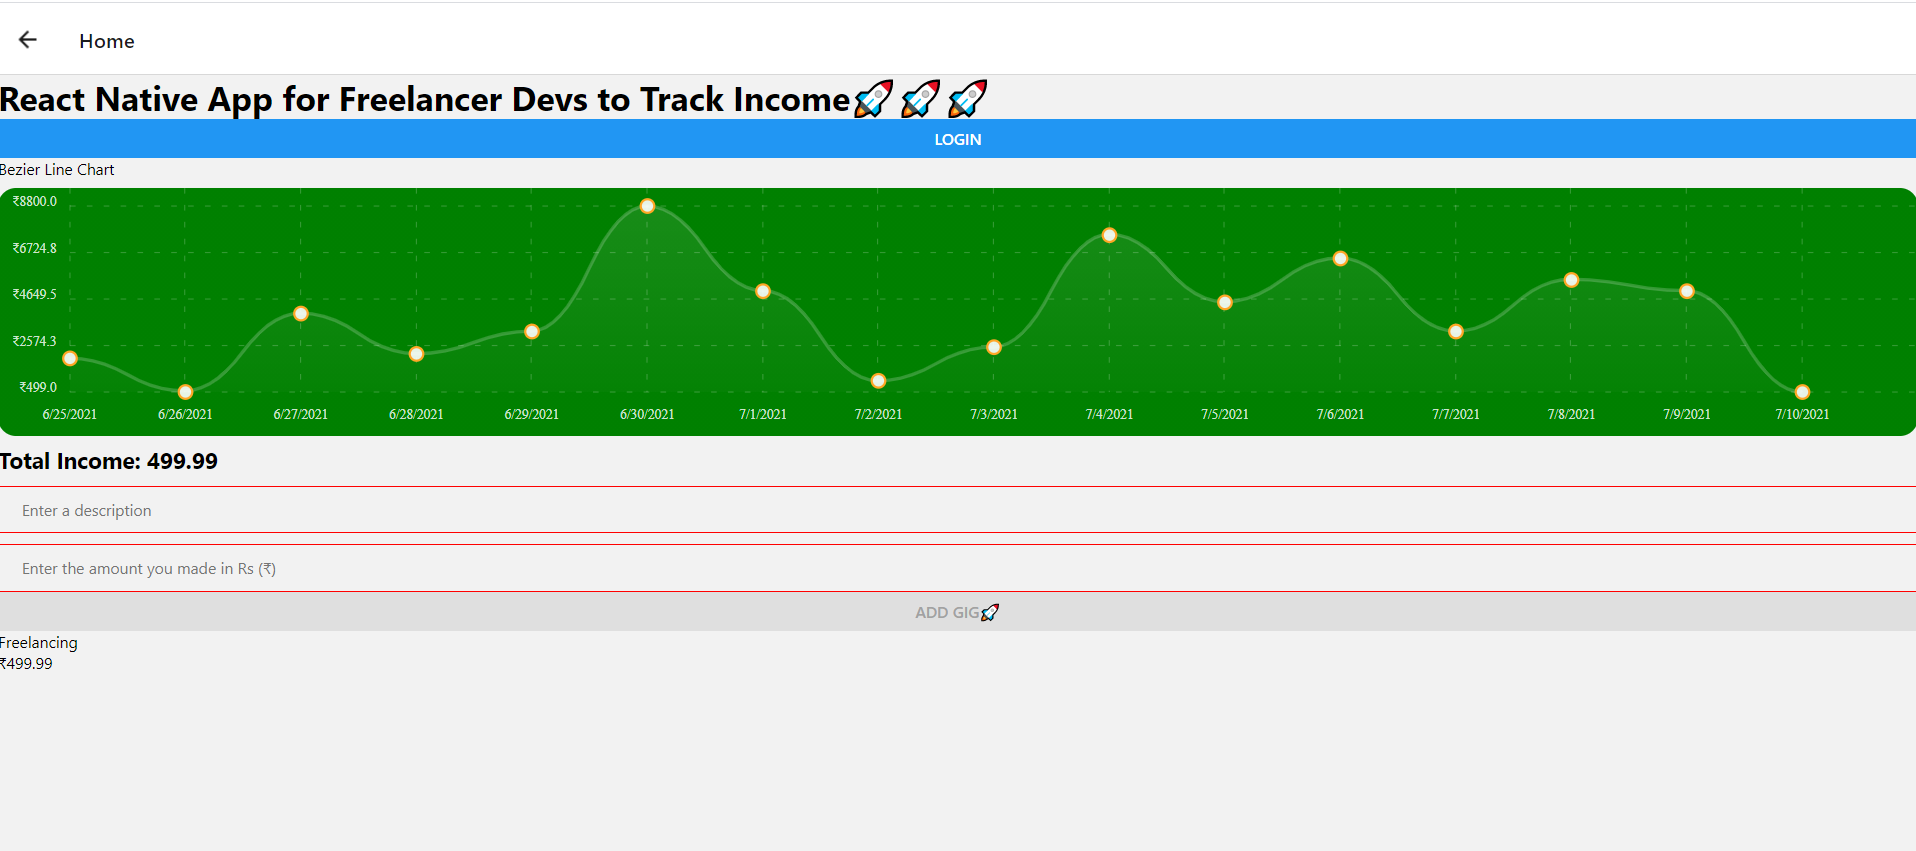 Home
React Native App for Freelancer Devs to Track Income🚀🚀🚀
LOGIN
Bezier Line Chart
₹8800.0
₹6724.8
₹4649.5
₹2574.3
₹499.0
6/25/2021 6/26/2021 6/27/2021 6/28/2021 6/29/2021 6/30/2021 7/1/2021 7/2/2021 7/3/2021 7/4/2021 7/5/2021 7/6/2021 7/7/2021 7/8/2021 7/9/2021 7/10/2021
Total Income: 499.99
Enter a description
Enter the amount you made in Rs (₹)
ADD GIG🚀
Freelancing
₹499.99